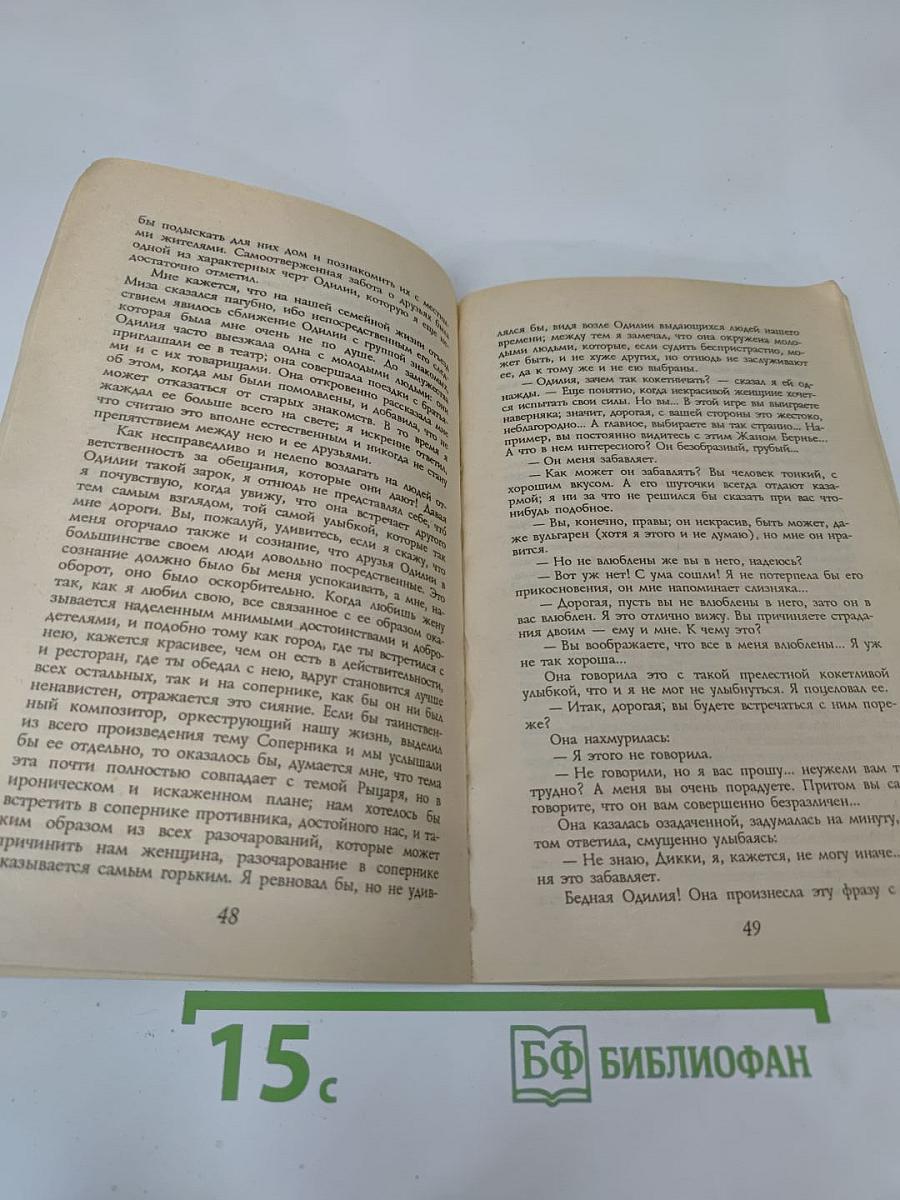 бы подыскать для них дом и познакомить их с местны-
ми жителями. Самоотверженная забота о друзьях была
одной из характерных черт Одилии, которую я еще не-
достаточно отметил.
Мне кажется, что на нашей семейной жизни отъезд
Миза сказался пагубно, ибо непосредственным его след-
ствием явилось сближение Одилии с группой знакомых,
которая была мне очень не по душе. До замужества
Одилия часто выезжала одна с молодыми людьми; они
приглашали ее в театр; она совершала поездки с братья-
ми и с их товарищами. Она откровенно рассказала мне
об этом, когда мы были помолвлены, и добавила, что не
может отказаться от старых знакомств. В то время я
жаждал ее больше всего на свете; я искренне ответил,
что считаю это вполне естественным и никогда не стану
препятствием между нею и ее друзьями.
Как несправедливо и нелепо возлагать на людей от-
ветственность за обещания, которые они дают! Давая
Одилии такой зарок, я отнюдь не представлял себе, что
я почувствую, когда увижу, что она встречает другого
тем самым взглядом, той самой улыбкой, которые так
мне дороги. Вы, пожалуй, удивитесь, если я скажу, что
меня огорчало также и сознание, что друзья Одилии в
большинстве своем люди довольно посредственные. Это
сознание должно было бы меня успокаивать, а мне, на-
оборот, оно было оскорбительно. Когда любишь жену
так, как я любил свою, все связанное с ее образом ока-
зывается наделенным мнимыми достоинствами и добро-
детелями, и подобно тому как город, где ты встретился с
нею, кажется красивее, чем он есть в действительности,
и ресторан, где ты обедал с нею, вдруг становится лучше
всех остальных, так и на сопернике, как бы он ни был
ненавистен, отражается это сияние. Если бы таинствен-
ный композитор, оркеструющий нашу жизнь, выделил
из всего произведения тему Соперника и мы услышали
бы ее отдельно, то оказалось бы, думается мне, что тема
эта почти полностью совпадает с темой Рыцаря, но в
ироническом и искаженном плане; нам хотелось бы
встретить в сопернике противника, достойного нас, и та-
ким образом из всех разочарований, которые может
причинить нам женщина, разочарование в сопернике
казывается самым горьким. Я ревновал бы, но не удив-
48
лялся бы, видя возле Одилии выдающихся людей нашего
времени; между тем я замечал, что она окружена моло-
дыми людьми, которые, если судить беспристрастно, мо-
жет быть, и не хуже других, но отнюдь не заслуживают
ее, да к тому же и не ею выбраны.
— Одилия, зачем так кокетничать? — сказал я ей од-
нажды. — Еще понятно, когда некрасивой женщине хочет-
ся испытать свои силы. Но вы... В этой игре вы выиграете
наверняка; значит, дорогая, с вашей стороны это жестоко,
неблагородно... А главное, выбираете вы так странно... На-
пример, вы постоянно видитесь с этим Жаном Бернье...
А что в нем интересного? Он безобразный, грубый...
— Он меня забавляет.
— Как может он забавлять? Вы человек тонкий, с
хорошим вкусом. А его шуточки всегда отдают каза-
рмой; я ни за что не решился бы сказать при вас что-
нибудь подобное.
— Вы, конечно, правы; он некрасив, быть может, да-
же вульгарен (хотя я этого и не думаю), но мне он нра-
вится.
— Но не влюблены же вы в него, надеюсь?
— Вот уж нет! С ума сошли! Я не потерпела бы его
прикосновения, он мне напоминает слизняка...
— Дорогая, пусть вы не влюблены в него, зато он в
вас влюблен. Я это отлично вижу. Вы причиняете страда-
ния двоим — ему и мне. К чему это?
— Вы воображаете, что все в меня влюблены... Я уж
не так хороша...
Она говорила это с такой прелестной кокетливой
улыбкой, что и я не мог не улыбнуться. Я поцеловал ее.
— Итак, дорогая, вы будете встречаться с ним поре-
же?
Она нахмурилась:
— Я этого не говорила.
— Не говорили, но я вас прошу... неужели вам т
трудно? А меня вы очень порадуете. Притом вы са
говорите, что он вам совершенно безразличен...
Она казалась озадаченной, задумалась на минуту,
том ответила, смущенно улыбаясь:
— Не знаю, Дикки, я, кажется, не могу иначе...
ня это забавляет.
Бедная Одилия! Она произнесла эту фразу с
49
15 с
БФ БИБЛИОФАН